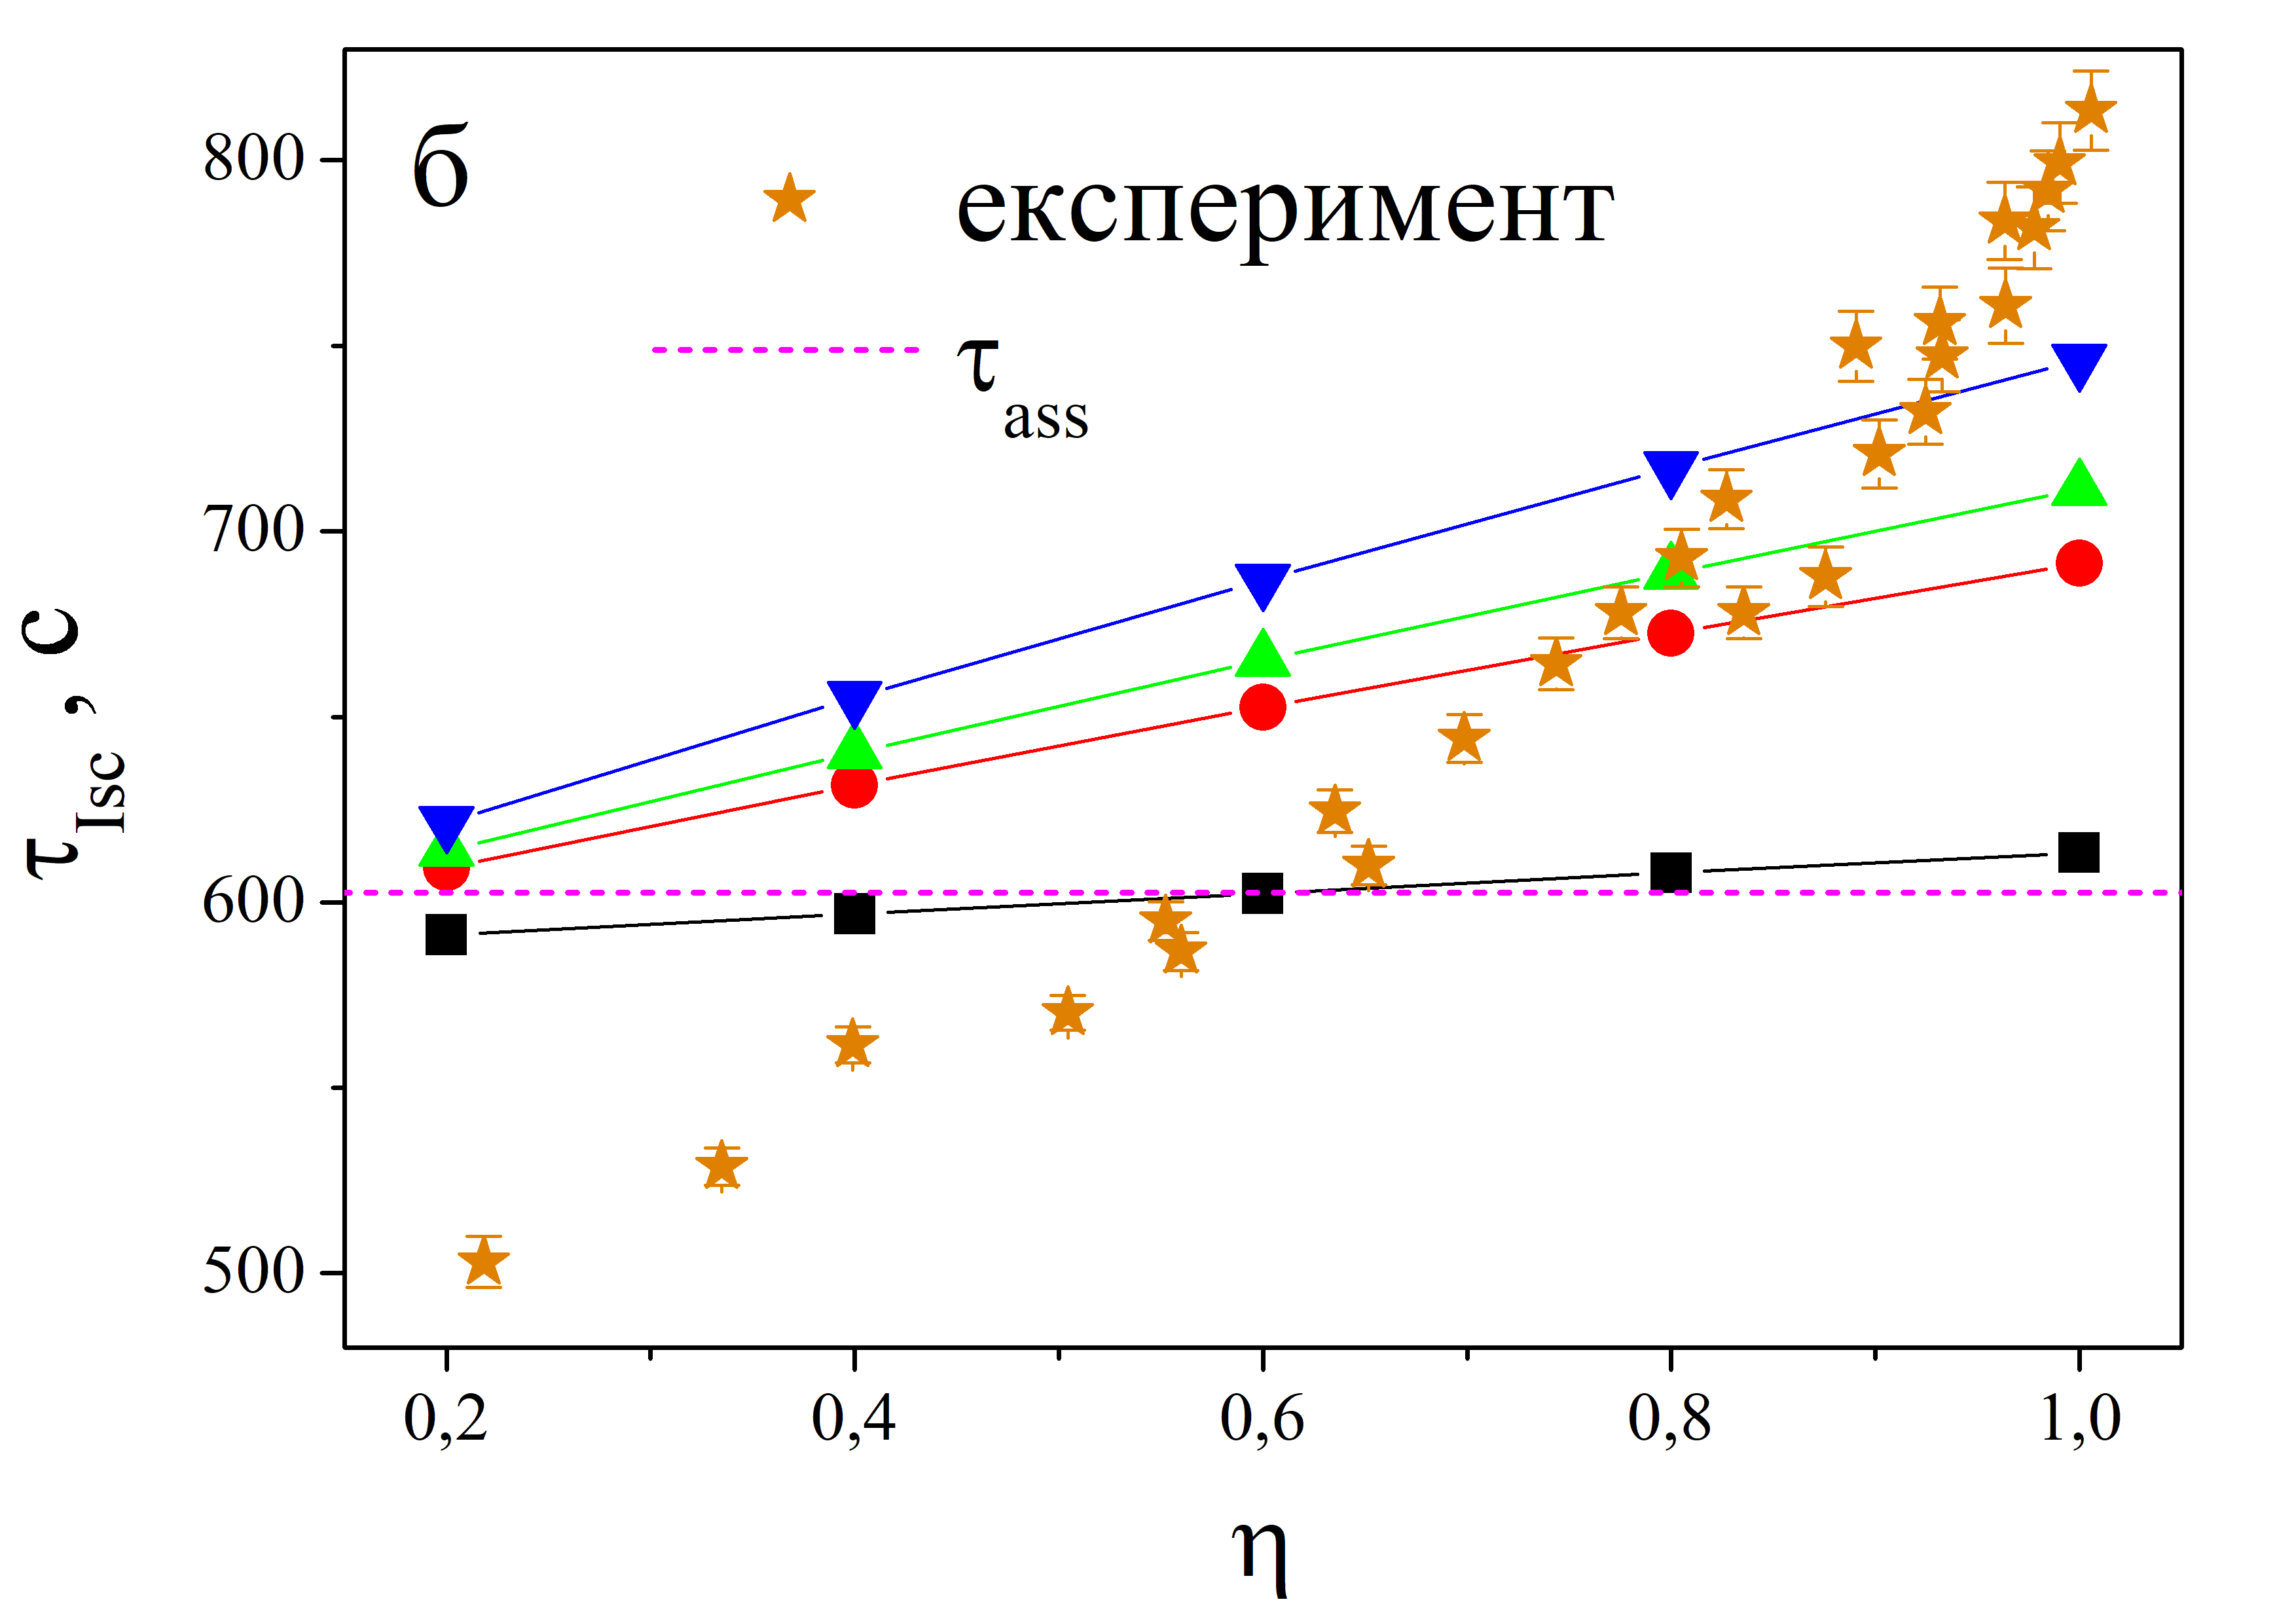 б
експеримент
τass
800
700
600
500
τIsc , с
0,2 0,4 0,6 0,8 1,0
η